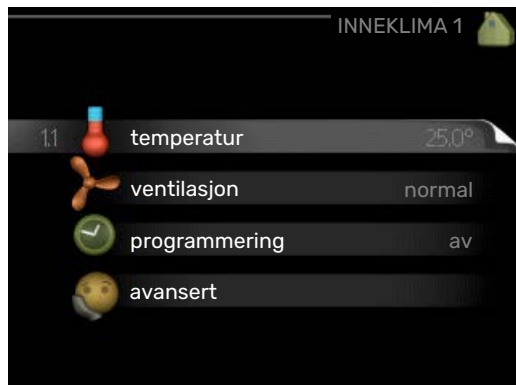 INNEKLIMA 1
1.1 temperatur 25.0°
ventilasjon normal
programmering av
avansert